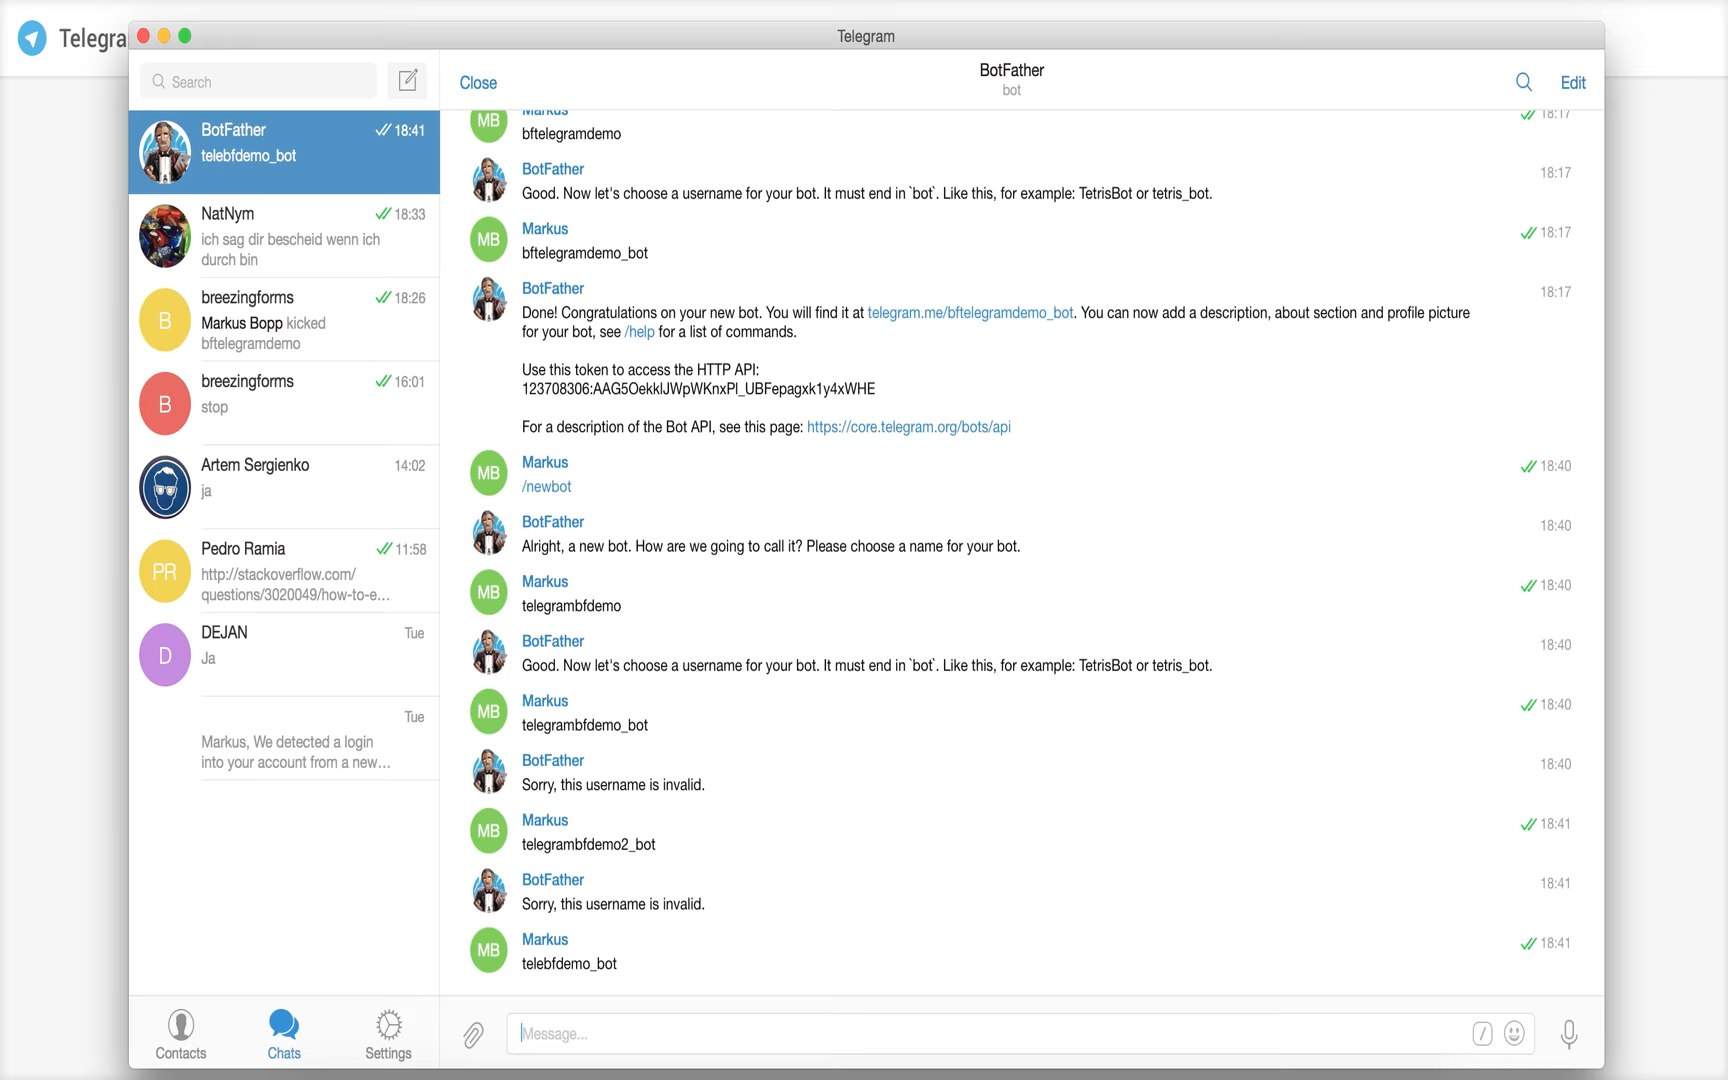 Telegra
Telegram
Search
Close
BotFather
bot
Edit
BotFather
18:41
telebfdemo_bot
NatNym
18:33
ich sag dir bescheid wenn ich
durch bin
B
breezingforms
18:26
Markus Bopp kicked
bftelegramdemo
B
breezingforms
16:01
stop
Artem Sergienko
14:02
ja
PR
Pedro Ramia
11:58
http://stackoverflow.com/
questions/3020049/how-to-e...
D
DEJAN
Tue
Ja
Tue
Markus, We detected a login
into your account from a new...
Contacts
Chats
Settings
MB
Markus
18:17
bftelegramdemo
BotFather
18:17
Good. Now let's choose a username for your bot. It must end in `bot`. Like this, for example: TetrisBot or tetris_bot.
MB
Markus
18:17
bftelegramdemo_bot
BotFather
18:17
Done! Congratulations on your new bot. You will find it at telegram.me/bftelegramdemo_bot. You can now add a description, about section and profile picture
for your bot, see /help for a list of commands.
Use this token to access the HTTP API:
123708306:AAG5OekklJWpWKnxPl_UBFepagxk1y4xWHE
For a description of the Bot API, see this page: https://core.telegram.org/bots/api
MB
Markus
18:40
/newbot
BotFather
18:40
Alright, a new bot. How are we going to call it? Please choose a name for your bot.
MB
Markus
18:40
telegrambfdemo
BotFather
18:40
Good. Now let's choose a username for your bot. It must end in `bot`. Like this, for example: TetrisBot or tetris_bot.
MB
Markus
18:40
telegrambfdemo_bot
BotFather
18:40
Sorry, this username is invalid.
MB
Markus
18:41
telegrambfdemo2_bot
BotFather
18:41
Sorry, this username is invalid.
MB
Markus
18:41
telebfdemo_bot
Message...
/